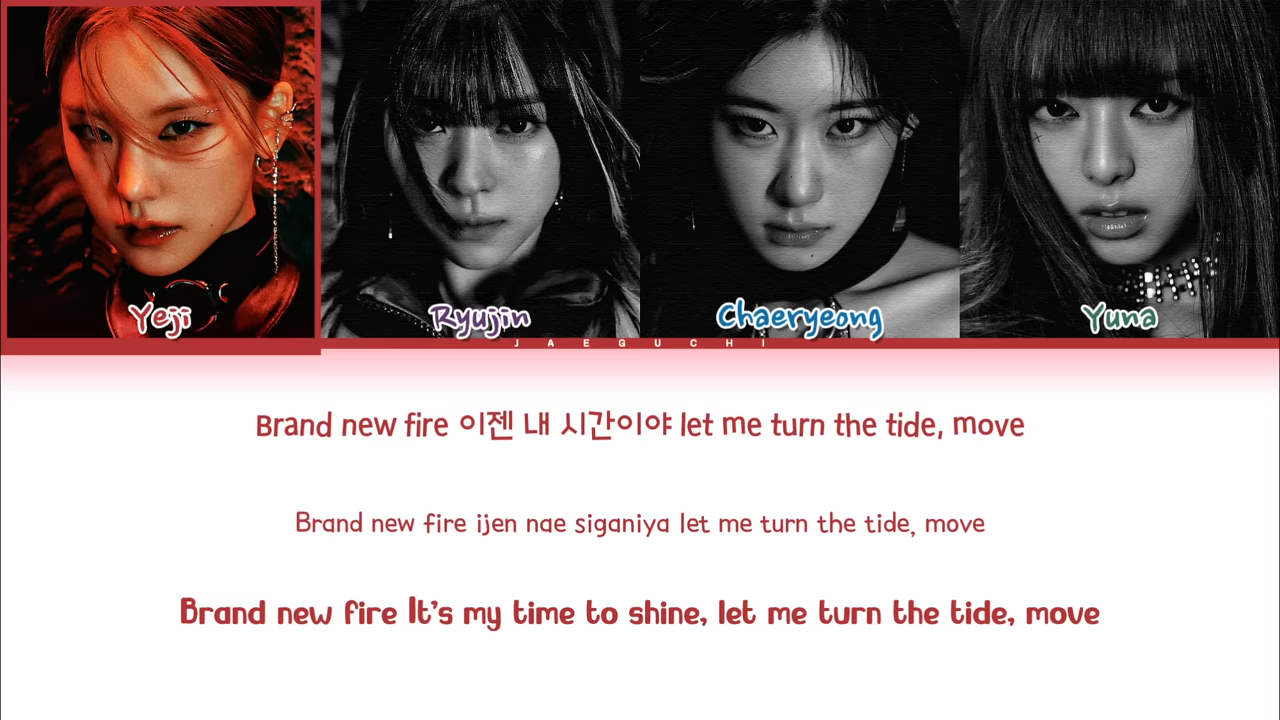 Yeji
Ryujin
Chaeryeong
Yuna
JAEGUCHI
Brand new fire 이젠 내 시간이야 let me turn the tide, move
Brand new fire ijen nae siganiya let me turn the tide, move
Brand new fire It's my time to shine, let me turn the tide, move